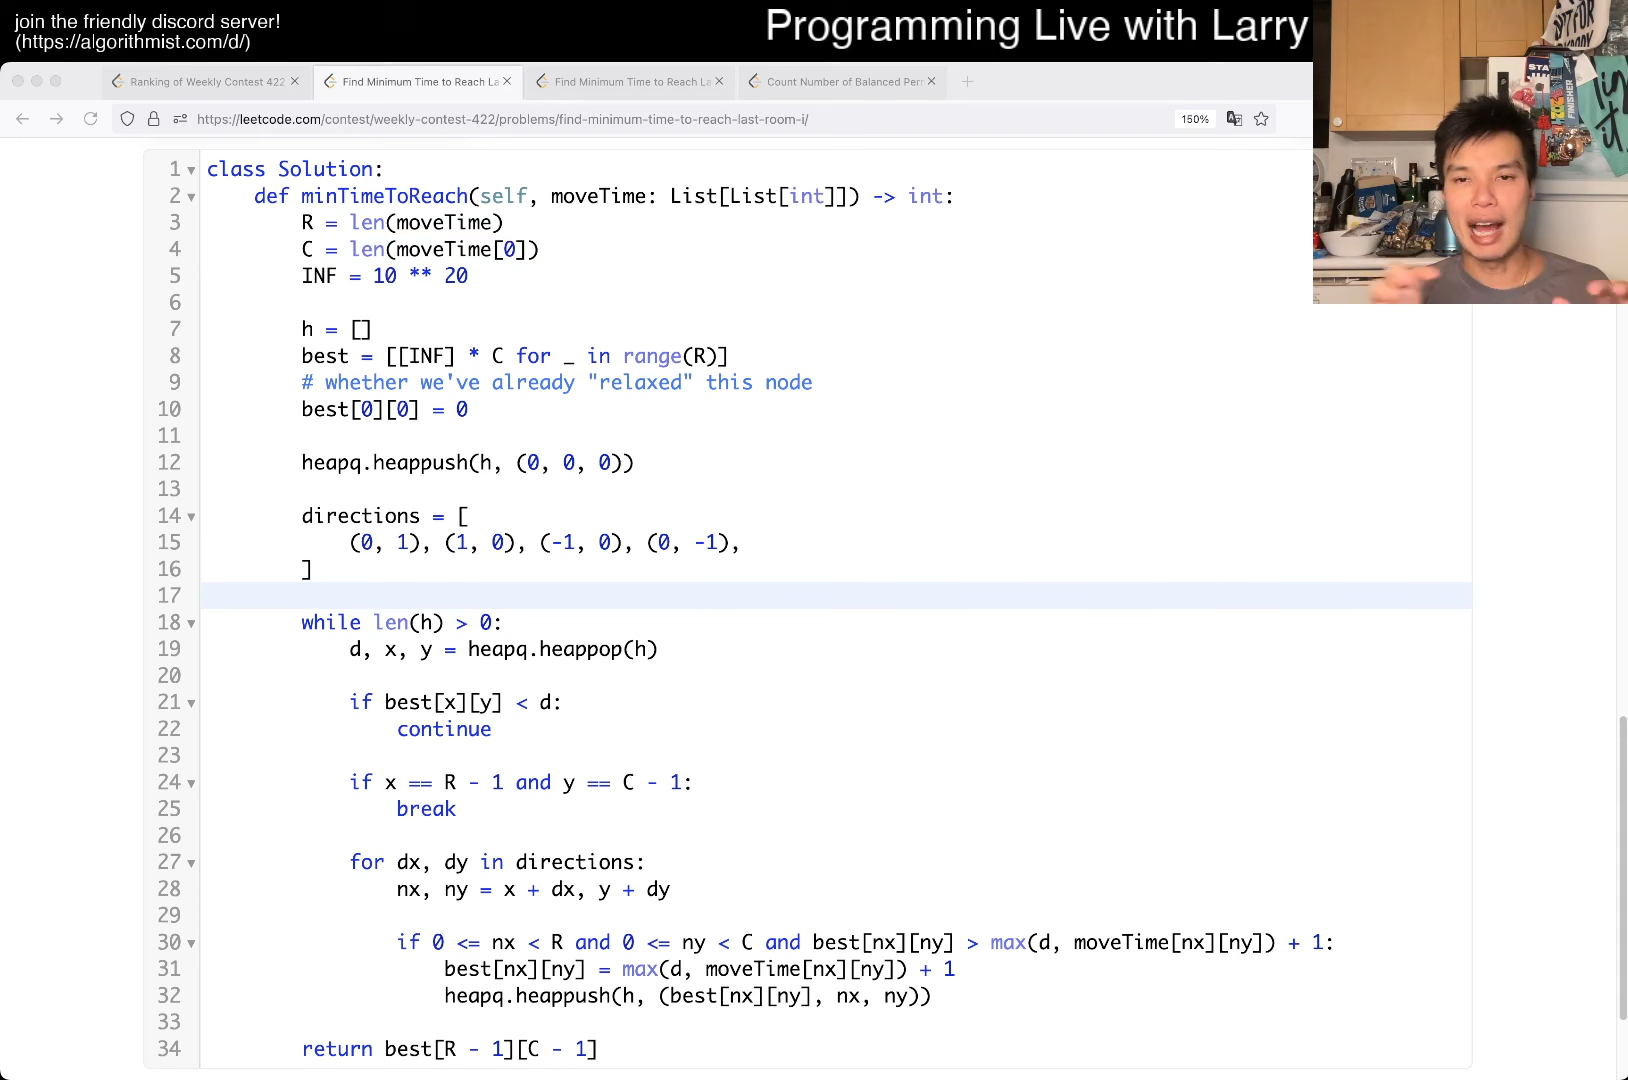 join the friendly discord server!
(https://algorithmist.com/d/)
Programming Live with Larry
Ranking of Weekly Contest 422
Find Minimum Time to Reach La
Find Minimum Time to Reach La
Count Number of Balanced Perr
https://leetcode.com/contest/weekly-contest-422/problems/find-minimum-time-to-reach-last-room-i/
150%
1 class Solution:
2     def minTimeToReach(self, moveTime: List[List[int]]) -> int:
3         R = len(moveTime)
4         C = len(moveTime[0])
5         INF = 10 ** 20
6
7         h = []
8         best = [[INF] * C for _ in range(R)]
9         # whether we've already "relaxed" this node
10         best[0][0] = 0
11
12         heapq.heappush(h, (0, 0, 0))
13
14         directions = [
15             (0, 1), (1, 0), (-1, 0), (0, -1),
16         ]
17
18         while len(h) > 0:
19             d, x, y = heapq.heappop(h)
20
21             if best[x][y] < d:
22                 continue
23
24             if x == R - 1 and y == C - 1:
25                 break
26
27             for dx, dy in directions:
28                 nx, ny = x + dx, y + dy
29
30                 if 0 <= nx < R and 0 <= ny < C and best[nx][ny] > max(d, moveTime[nx][ny]) + 1:
31                     best[nx][ny] = max(d, moveTime[nx][ny]) + 1
32                     heapq.heappush(h, (best[nx][ny], nx, ny))
33
34         return best[R - 1][C - 1]
STA
FINISHER